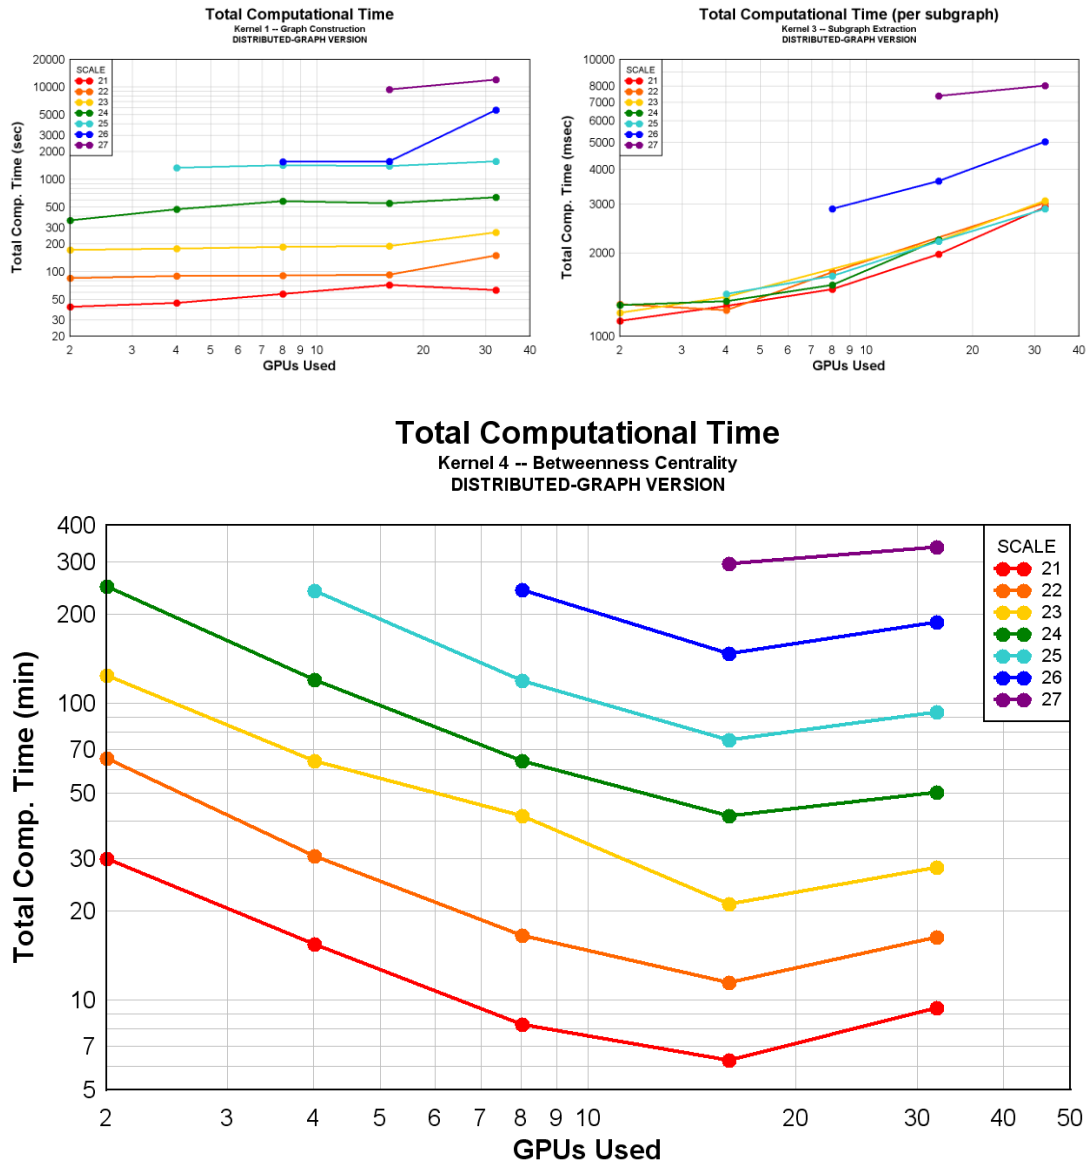 Total Computational Time
Kernel 1 -- Graph Construction
DISTRIBUTED-GRAPH VERSION
Total Comp. Time (sec)
20000
10000
5000
3000
2000
1000
500
300
200
100
50
30
20
SCALE
21
22
23
24
25
26
27
2 3 4 5 6 7 8 9 10 20 30 40
GPUs Used
Total Computational Time (per subgraph)
Kernel 3 -- Subgraph Extraction
DISTRIBUTED-GRAPH VERSION
Total Comp. Time (msec)
10000
8000
7000
6000
5000
4000
3000
2000
1000
SCALE
21
22
23
24
25
26
27
2 3 4 5 6 7 8 9 10 20 30 40
GPUs Used
Total Computational Time
Kernel 4 -- Betweenness Centrality
DISTRIBUTED-GRAPH VERSION
Total Comp. Time (min)
400
300
200
100
70
50
30
20
10
7
5
SCALE
21
22
23
24
25
26
27
2 3 4 5 6 7 8 9 10 20 30 40 50
GPUs Used